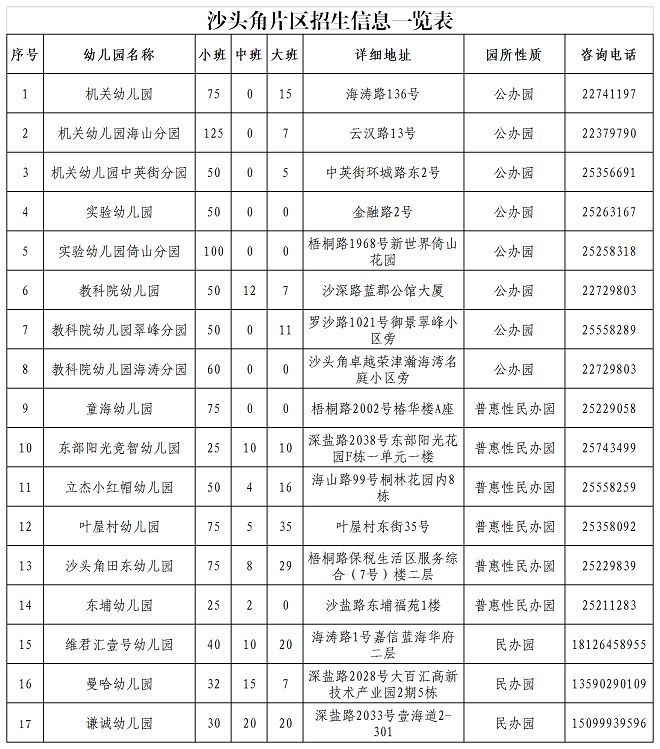 沙头角片区招生信息一览表
序号 幼儿园名称 小班 中班 大班 详细地址 园所性质 咨询电话
1 机关幼儿园 75 0 15 海涛路136号 公办园 22741197
2 机关幼儿园海山分园 125 0 7 云汉路13号 公办园 22379790
3 机关幼儿园中英街分园 50 0 5 中英街环城路东2号 公办园 25356691
4 实验幼儿园 50 0 0 金融路2号 公办园 25263167
5 实验幼儿园倚山分园 100 0 0 梧桐路1968号新世界倚山
花园 公办园 25258318
6 教科院幼儿园 50 12 7 沙深路蓝郡公馆大厦 公办园 22729803
7 教科院幼儿园翠峰分园 50 0 11 罗沙路1021号御景翠峰小
区旁 公办园 25558289
8 教科院幼儿园海涛分园 60 0 0 沙头角卓越荣津瀚海湾名
庭小区旁 公办园 22729803
9 童海幼儿园 75 0 0 梧桐路2002号椿华楼A座 普惠性民办园 25229058
10 东部阳光竞智幼儿园 25 10 10 深盐路2038号东部阳光花
园F栋一单元一楼 普惠性民办园 25743499
11 立杰小红帽幼儿园 50 4 16 海山路99号桐林花园内8
栋 普惠性民办园 25558259
12 叶屋村幼儿园 75 5 35 叶屋村东街35号 普惠性民办园 25358092
13 沙头角田东幼儿园 75 8 29 梧桐路保税生活区服务综
合（7号）楼二层 普惠性民办园 25229839
14 东埔幼儿园 25 2 0 沙盐路东埔福苑1楼 普惠性民办园 25211283
15 维君汇壹号幼儿园 40 10 20 海涛路1号嘉信蓝海华府
二层 民办园 18126458955
16 曼哈幼儿园 32 15 7 深盐路2028号大百汇高新
技术产业园2期5栋 民办园 13590290109
17 谦诚幼儿园 30 20 20 深盐路2033号壹海道2-
301 民办园 15099939596